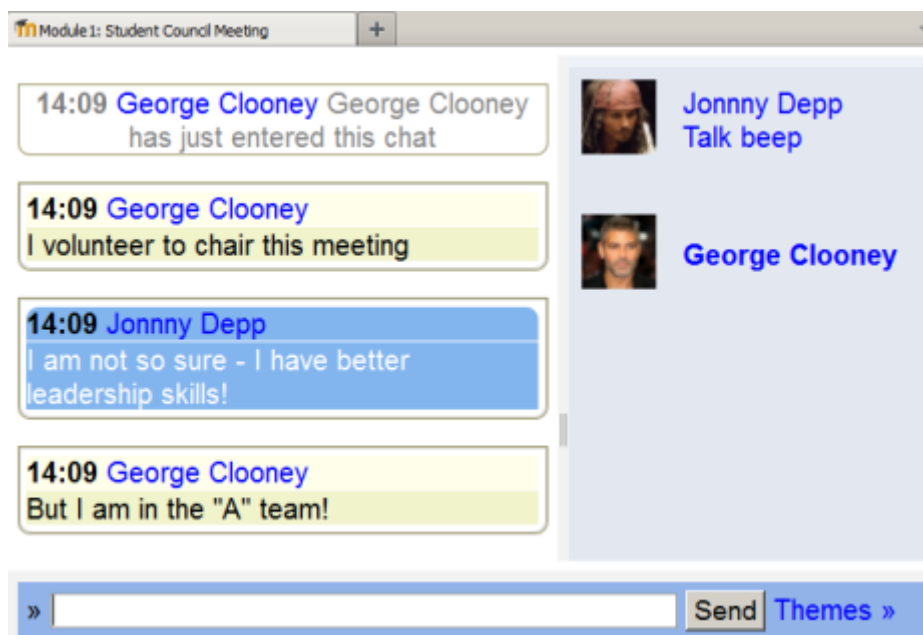 Module 1: Student Council Meeting
+
14:09 George Clooney George Clooney
has just entered this chat
14:09 George Clooney
I volunteer to chair this meeting
14:09 Jonnny Depp
I am not so sure - I have better
leadership skills!
14:09 George Clooney
But I am in the "A" team!
Jonnny Depp
Talk beep
George Clooney
» Send Themes »